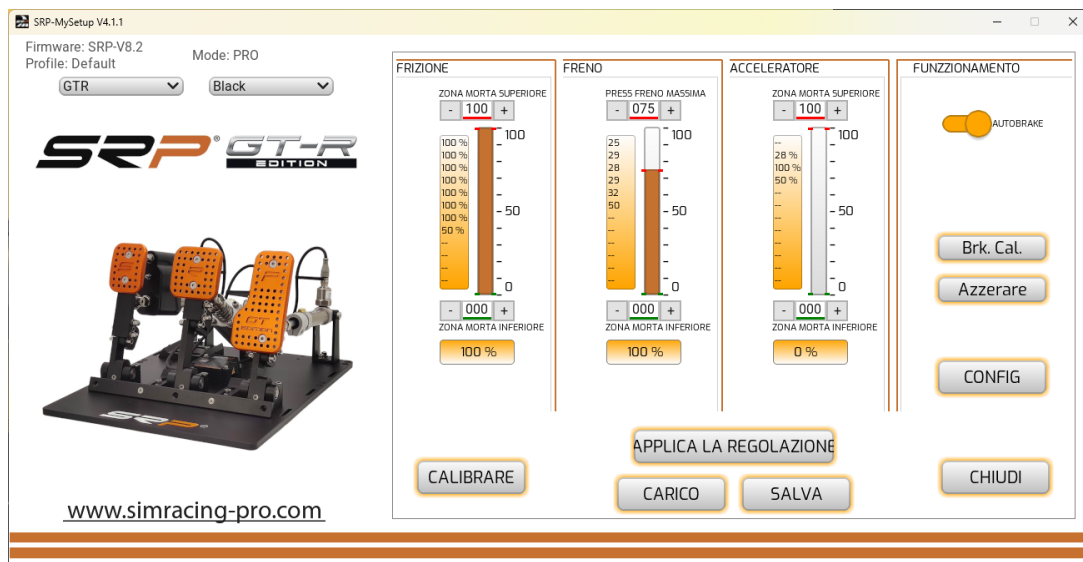 SRP-MySetup V4.1.1
Firmware: SRP-V8.2
Profile: Default
Mode: PRO
GTR
Black
SRP® GT-R
EDITION
GT
EDITION
SRP®
www.simracing-pro.com
FRIZIONE
ZONA MORTA SUPERIORE
- 100 +
100 %
100 %
100 %
100 %
100 %
100 %
100 %
50 %
--
--
--
--
100
50
0
- 000 +
ZONA MORTA INFERIORE
100 %
FRENO
PRESS FRENO MASSIMA
- 075 +
25
29
28
29
32
50
--
--
--
--
--
--
100
50
0
- 000 +
ZONA MORTA INFERIORE
100 %
ACCELERATORE
ZONA MORTA SUPERIORE
- 100 +
--
28 %
100 %
50 %
--
--
--
--
--
--
--
--
100
50
0
- 000 +
ZONA MORTA INFERIORE
0 %
FUNZZIONAMENTO
AUTOBRAKE
Brk. Cal.
Azzerare
CONFIG
APPLICA LA REGOLAZIONE
CALIBRARE
CARICO
SALVA
CHIUDI